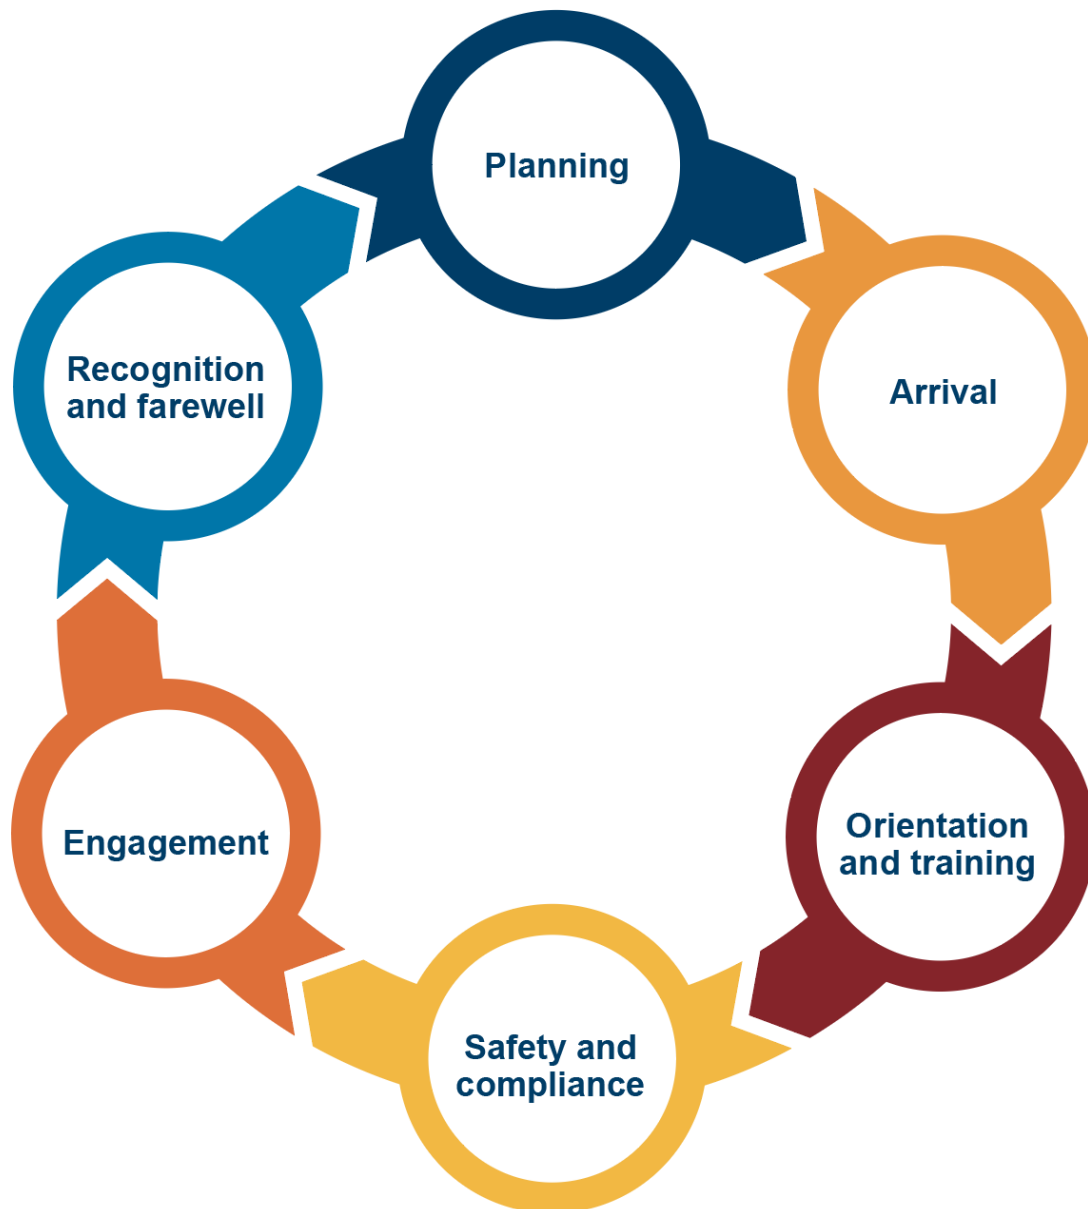 Planning
Arrival
Orientation
and training
Safety and
compliance
Engagement
Recognition
and farewell